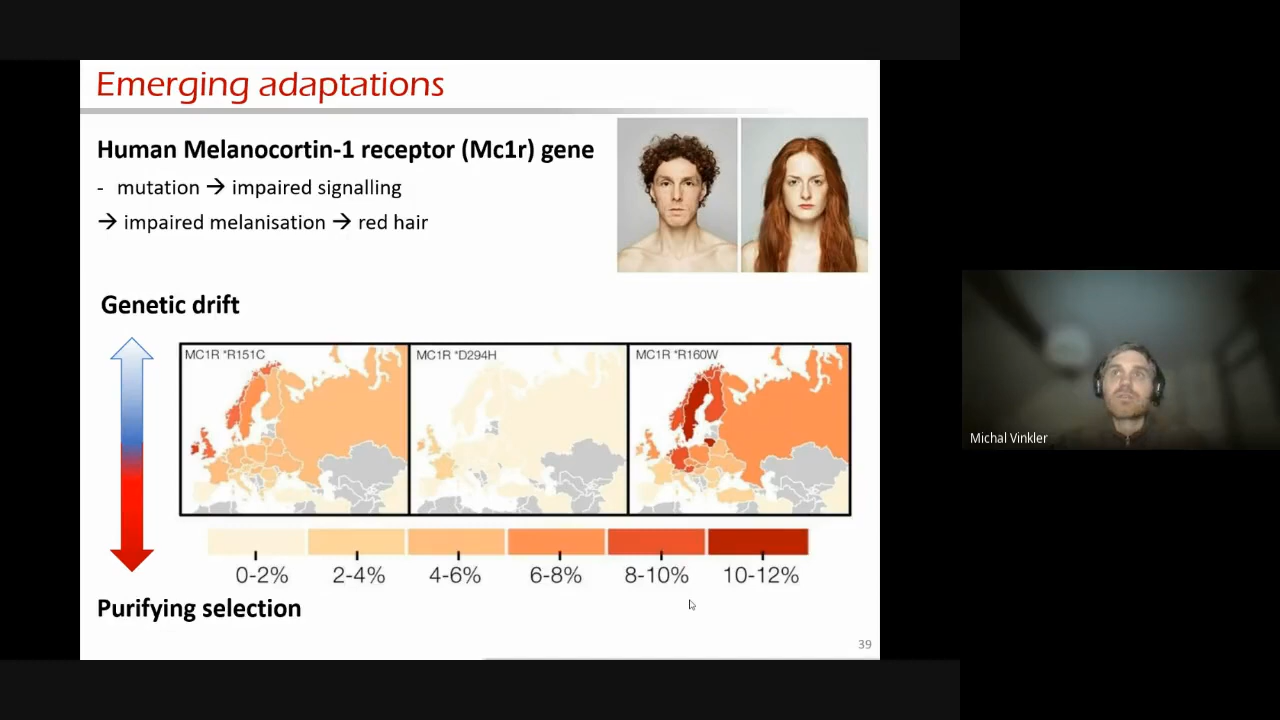 Emerging adaptations
Human Melanocortin-1 receptor (Mc1r) gene
- mutation → impaired signalling
→ impaired melanisation → red hair
Genetic drift
MC1R *R151C
MC1R *D294H
MC1R *R160W
0-2%
2-4%
4-6%
6-8%
8-10%
10-12%
Purifying selection
39
Michal Vinkler